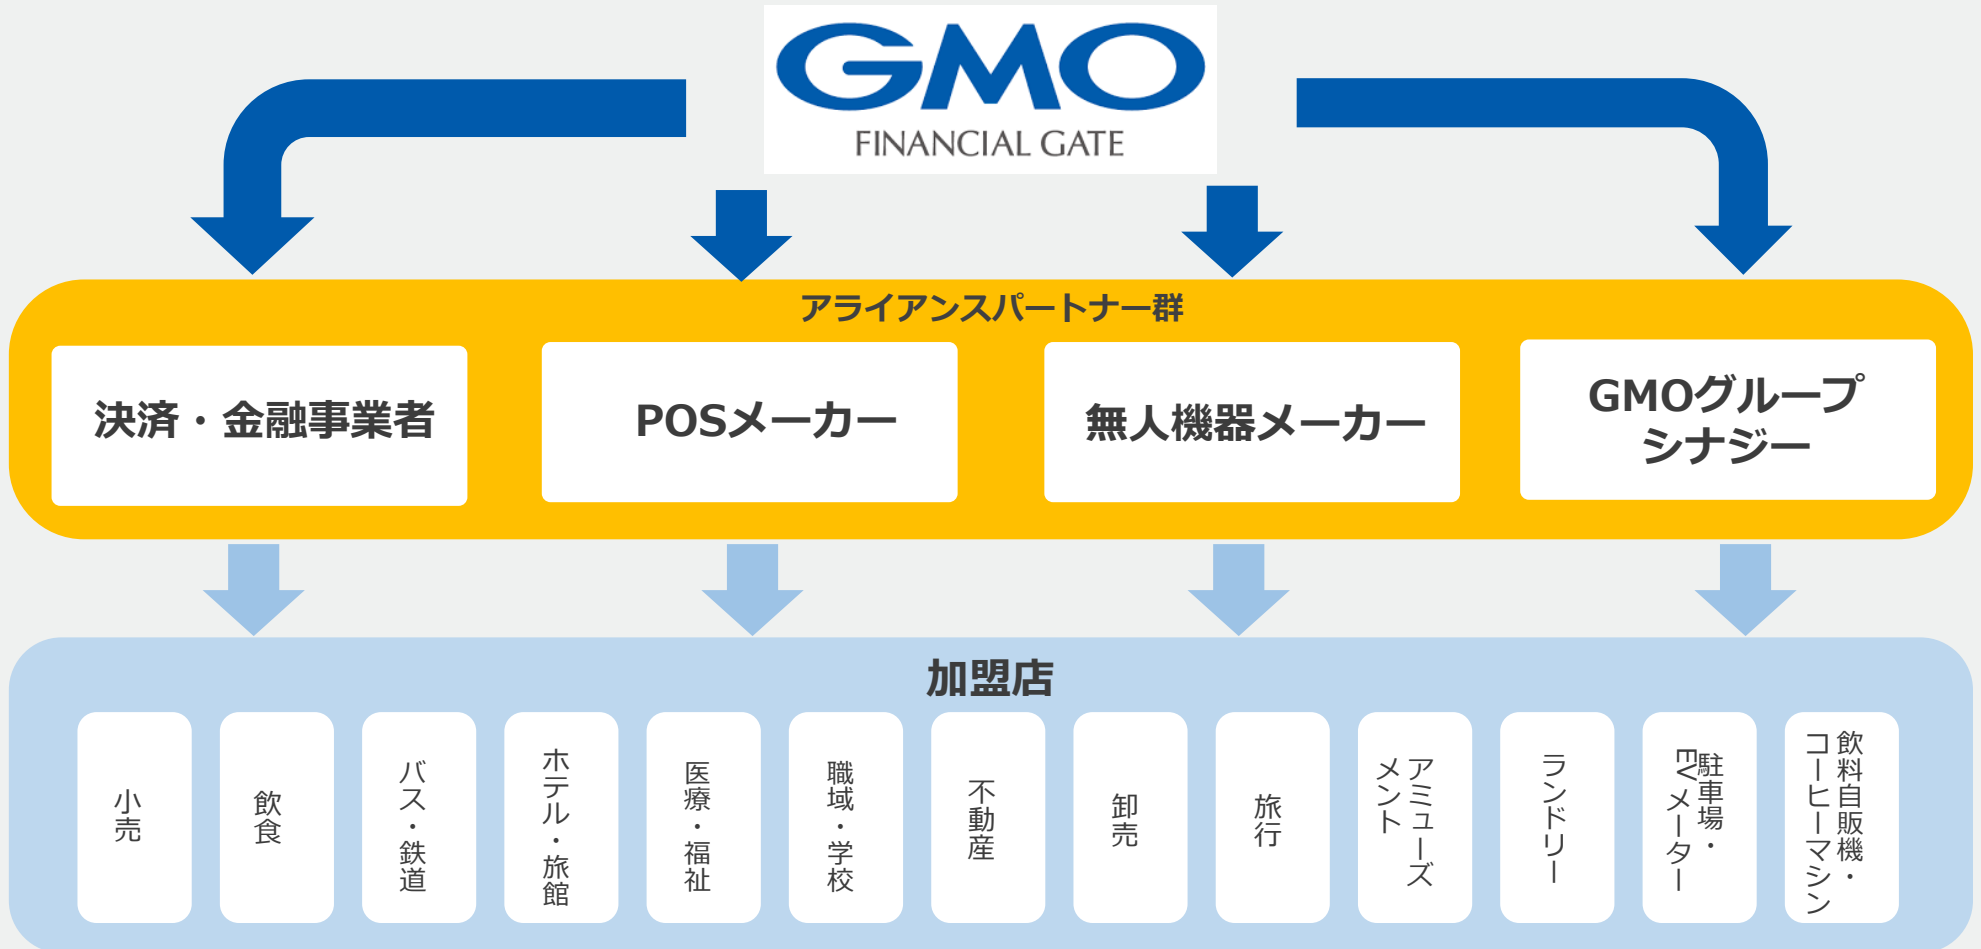 GMO
FINANCIAL GATE
アライアンスパートナー群
決済・金融事業者
POSメーカー
無人機器メーカー
GMOグループ
シナジー
加盟店
小売
飲食
バス・鉄道
ホテル・旅館
医療・福祉
職域・学校
不動産
卸売
旅行
アミューズ
メント
ランドリー
駐車場・
EVメーター
飲料自販機・
コーヒーマシン